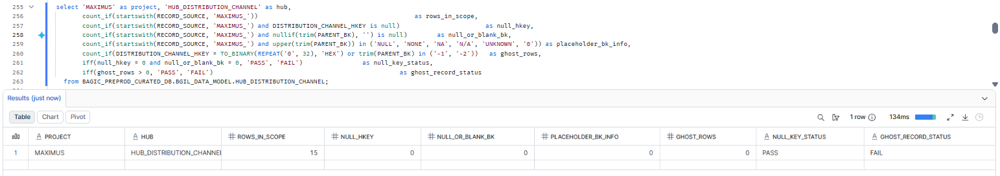 255 select 'MAXIMUS' as project, 'HUB_DISTRIBUTION_CHANNEL' as hub,
256 count_if(startswith(RECORD_SOURCE, 'MAXIMUS_')) as rows_in_scope,
257 count_if(startswith(RECORD_SOURCE, 'MAXIMUS_') and DISTRIBUTION_CHANNEL_HKEY is null) as null_hkey,
258 count_if(startswith(RECORD_SOURCE, 'MAXIMUS_') and nullif(trim(PARENT_BK), '') is null) as null_or_blank_bk,
259 count_if(startswith(RECORD_SOURCE, 'MAXIMUS_') and upper(trim(PARENT_BK)) in ('NULL', 'NONE', 'NA', 'N/A', 'UNKNOWN', '0')) as placeholder_bk_info,
260 count_if(DISTRIBUTION_CHANNEL_HKEY = TO_BINARY(REPEAT('0', 32), 'HEX') or trim(PARENT_BK) in ('-1', '-2')) as ghost_rows,
261 iff(null_hkey = 0 and null_or_blank_bk = 0, 'PASS', 'FAIL') as null_key_status,
262 iff(ghost_rows > 0, 'PASS', 'FAIL') as ghost_record_status
263 from BAGIC_PREPROD_CURATED_DB.BGIL_DATA_MODEL.HUB_DISTRIBUTION_CHANNEL;
Results (just now)
Table Chart Pivot 1 row 134ms
PROJECT HUB ROWS_IN_SCOPE NULL_HKEY NULL_OR_BLANK_BK PLACEHOLDER_BK_INFO GHOST_ROWS NULL_KEY_STATUS GHOST_RECORD_STATUS
1 MAXIMUS HUB_DISTRIBUTION_CHANNEL 15 0 0 0 0 PASS FAIL